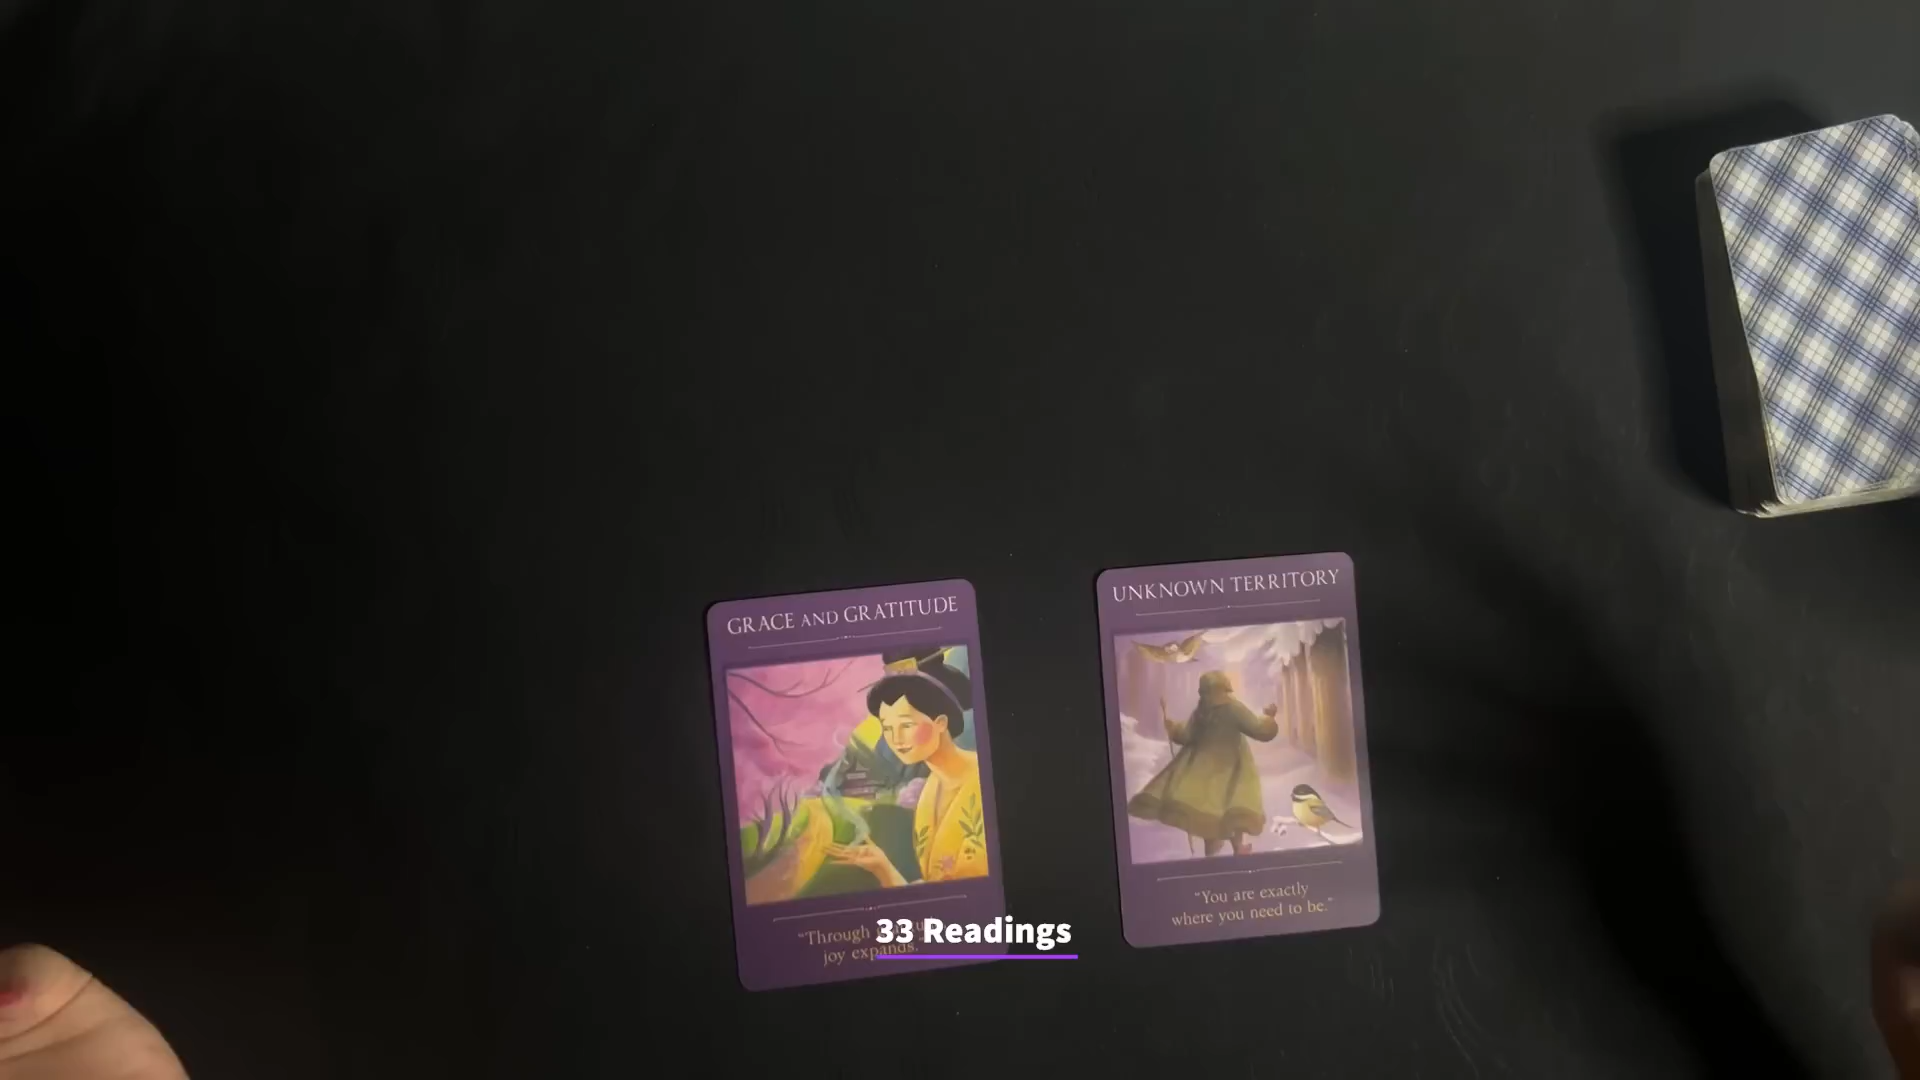 GRACE AND GRATITUDE
"Through
joy expands."
UNKNOWN TERRITORY
"You are exactly
where you need to be."
33 Readings